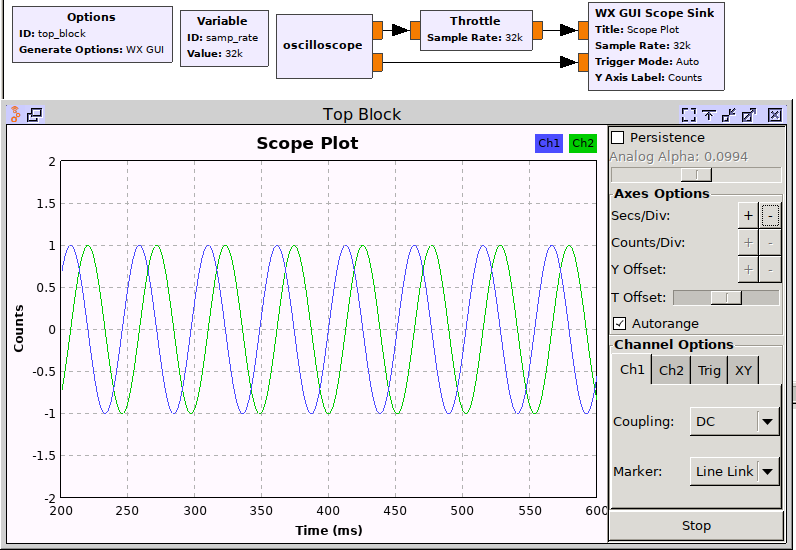 Options
ID: top_block
Generate Options: WX GUI
Variable
ID: samp_rate
Value: 32k
oscilloscope
Throttle
Sample Rate: 32k
WX GUI Scope Sink
Title: Scope Plot
Sample Rate: 32k
Trigger Mode: Auto
Y Axis Label: Counts
Top Block
Scope Plot
Ch1 Ch2
2
1.5
1
0.5
0
-0.5
-1
-1.5
-2
Counts
200 250 300 350 400 450 500 550 600
Time (ms)
Persistence
Analog Alpha: 0.0994
Axes Options
Secs/Div: + -
Counts/Div: + -
Y Offset: + -
T Offset:
Autorange
Channel Options
Ch1 Ch2 Trig XY
Coupling: DC
Marker: Line Link
Stop